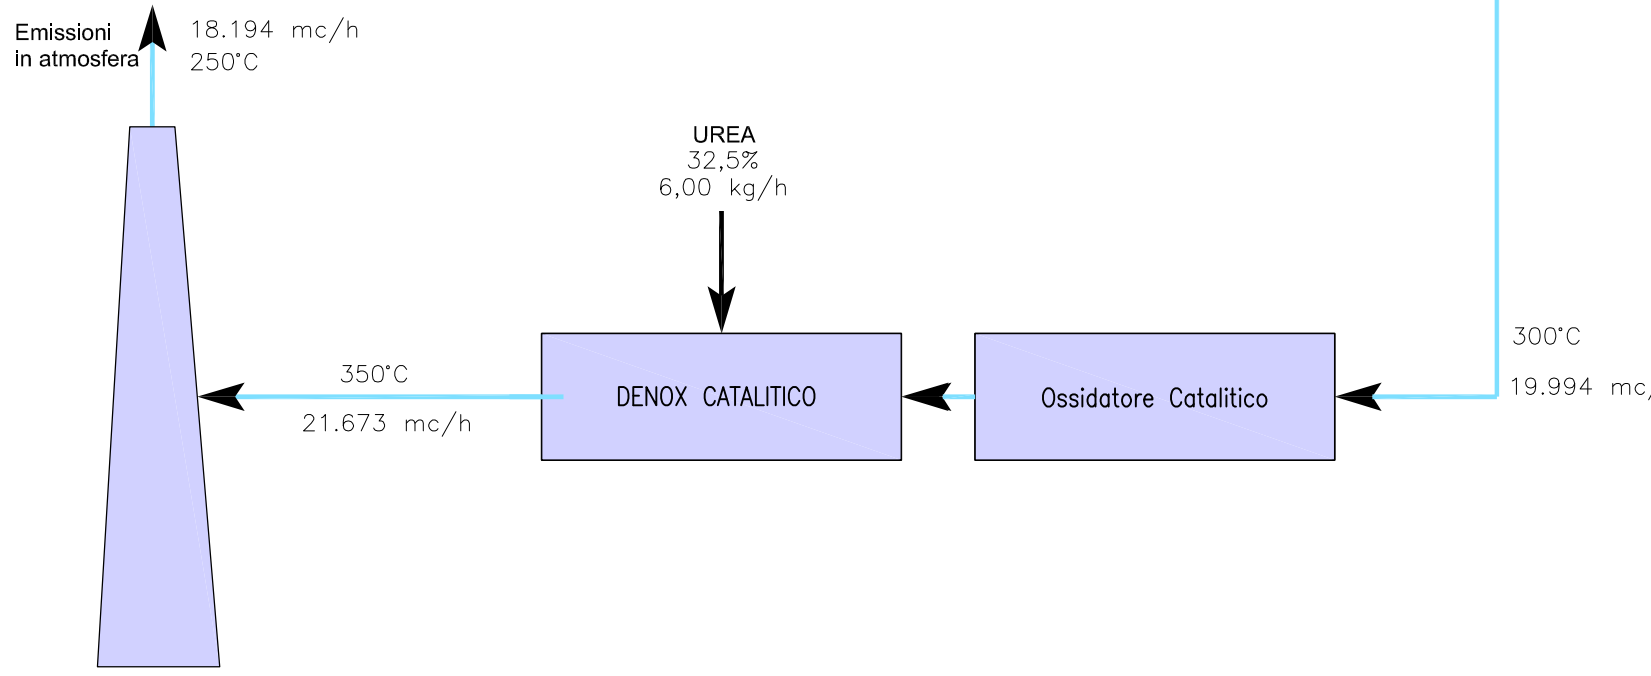 Emissioni
in atmosfera
18.194 mc/h
250°C
UREA
32,5%
6,00 kg/h
300°C
19.994 mc/
350°C
21.673 mc/h
DENOX CATALITICO
Ossidatore Catalitico